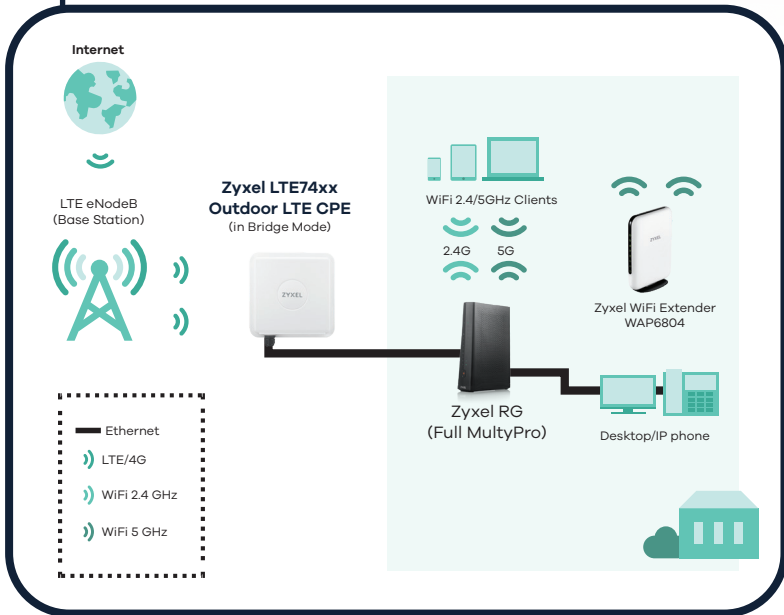 Internet
LTE eNodeB
(Base Station)
Zyxel LTE74xx
Outdoor LTE CPE
(in Bridge Mode)
ZYXEL
WiFi 2.4/5GHz Clients
2.4G 5G
ZYXEL
Zyxel WiFi Extender
WAP6804
Zyxel RG
(Full MultyPro)
Desktop/IP phone
Ethernet
LTE/4G
WiFi 2.4 GHz
WiFi 5 GHz